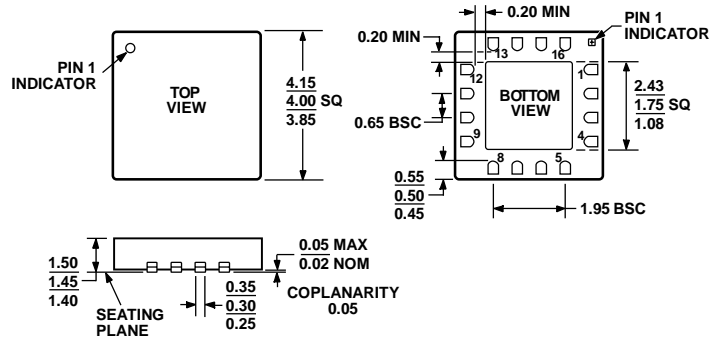 PIN 1
INDICATOR
TOP
VIEW
4.15
4.00 SQ
3.85
0.20 MIN
0.20 MIN
PIN 1
INDICATOR
13
16
12
1
BOTTOM
VIEW
0.65 BSC
9
4
8
5
2.43
1.75 SQ
1.08
0.55
0.50
0.45
1.95 BSC
1.50
1.45
1.40
SEATING
PLANE
0.35
0.30
0.25
0.05 MAX
0.02 NOM
COPLANARITY
0.05